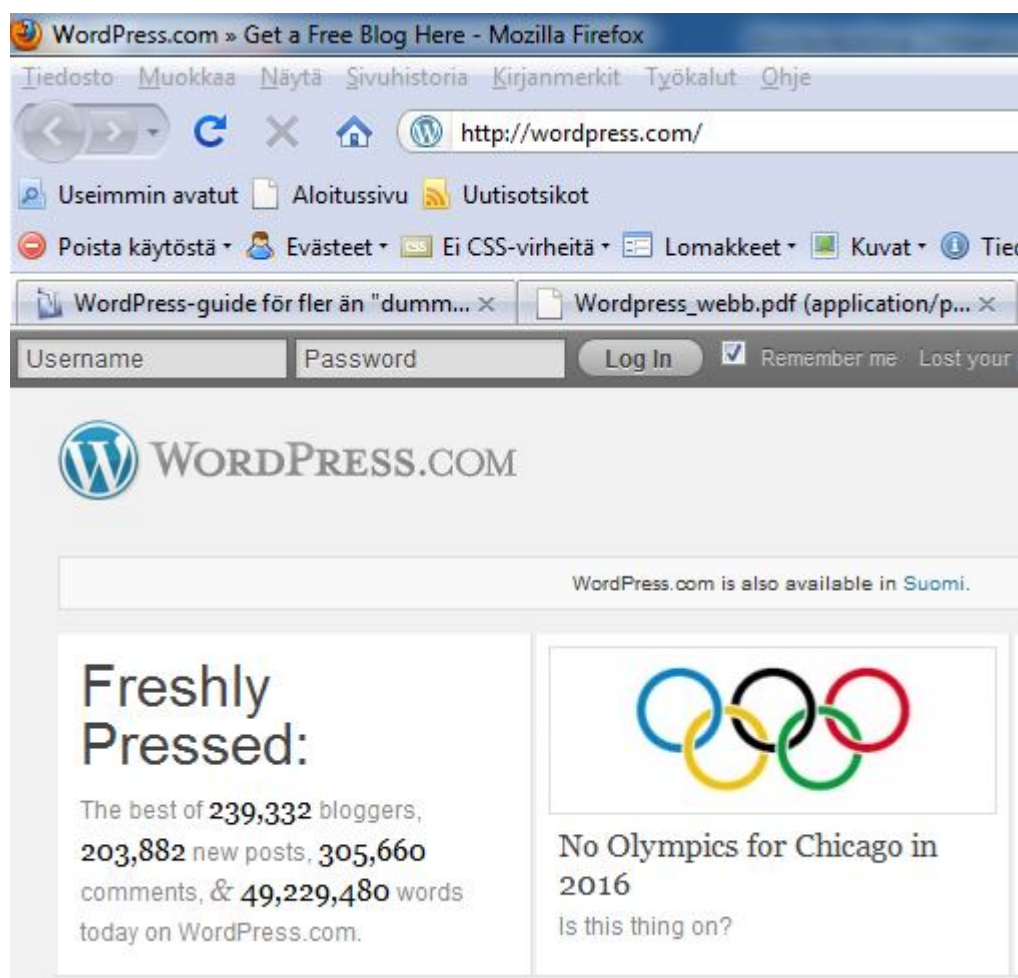 WordPress.com » Get a Free Blog Here - Mozilla Firefox
Tiedosto Muokkaa Näytä Sivuhistoria Kirjanmerkit Työkalut Ohje
http://wordpress.com/
Useimmin avatut Aloitussivu Uutisotsikot
Poista käytöstä Evästeet Ei CSS-virheitä Lomakkeet Kuvat
WordPress-guide för fler än "dumm... Wordpress_webb.pdf (application/p...
Username Password Log In Remember me Lost your
WORDPRESS.COM
WordPress.com is also available in Suomi.
Freshly
Pressed:
The best of 239,332 bloggers,
203,882 new posts, 305,660
comments, & 49,229,480 words
today on WordPress.com.
No Olympics for Chicago in
2016
Is this thing on?